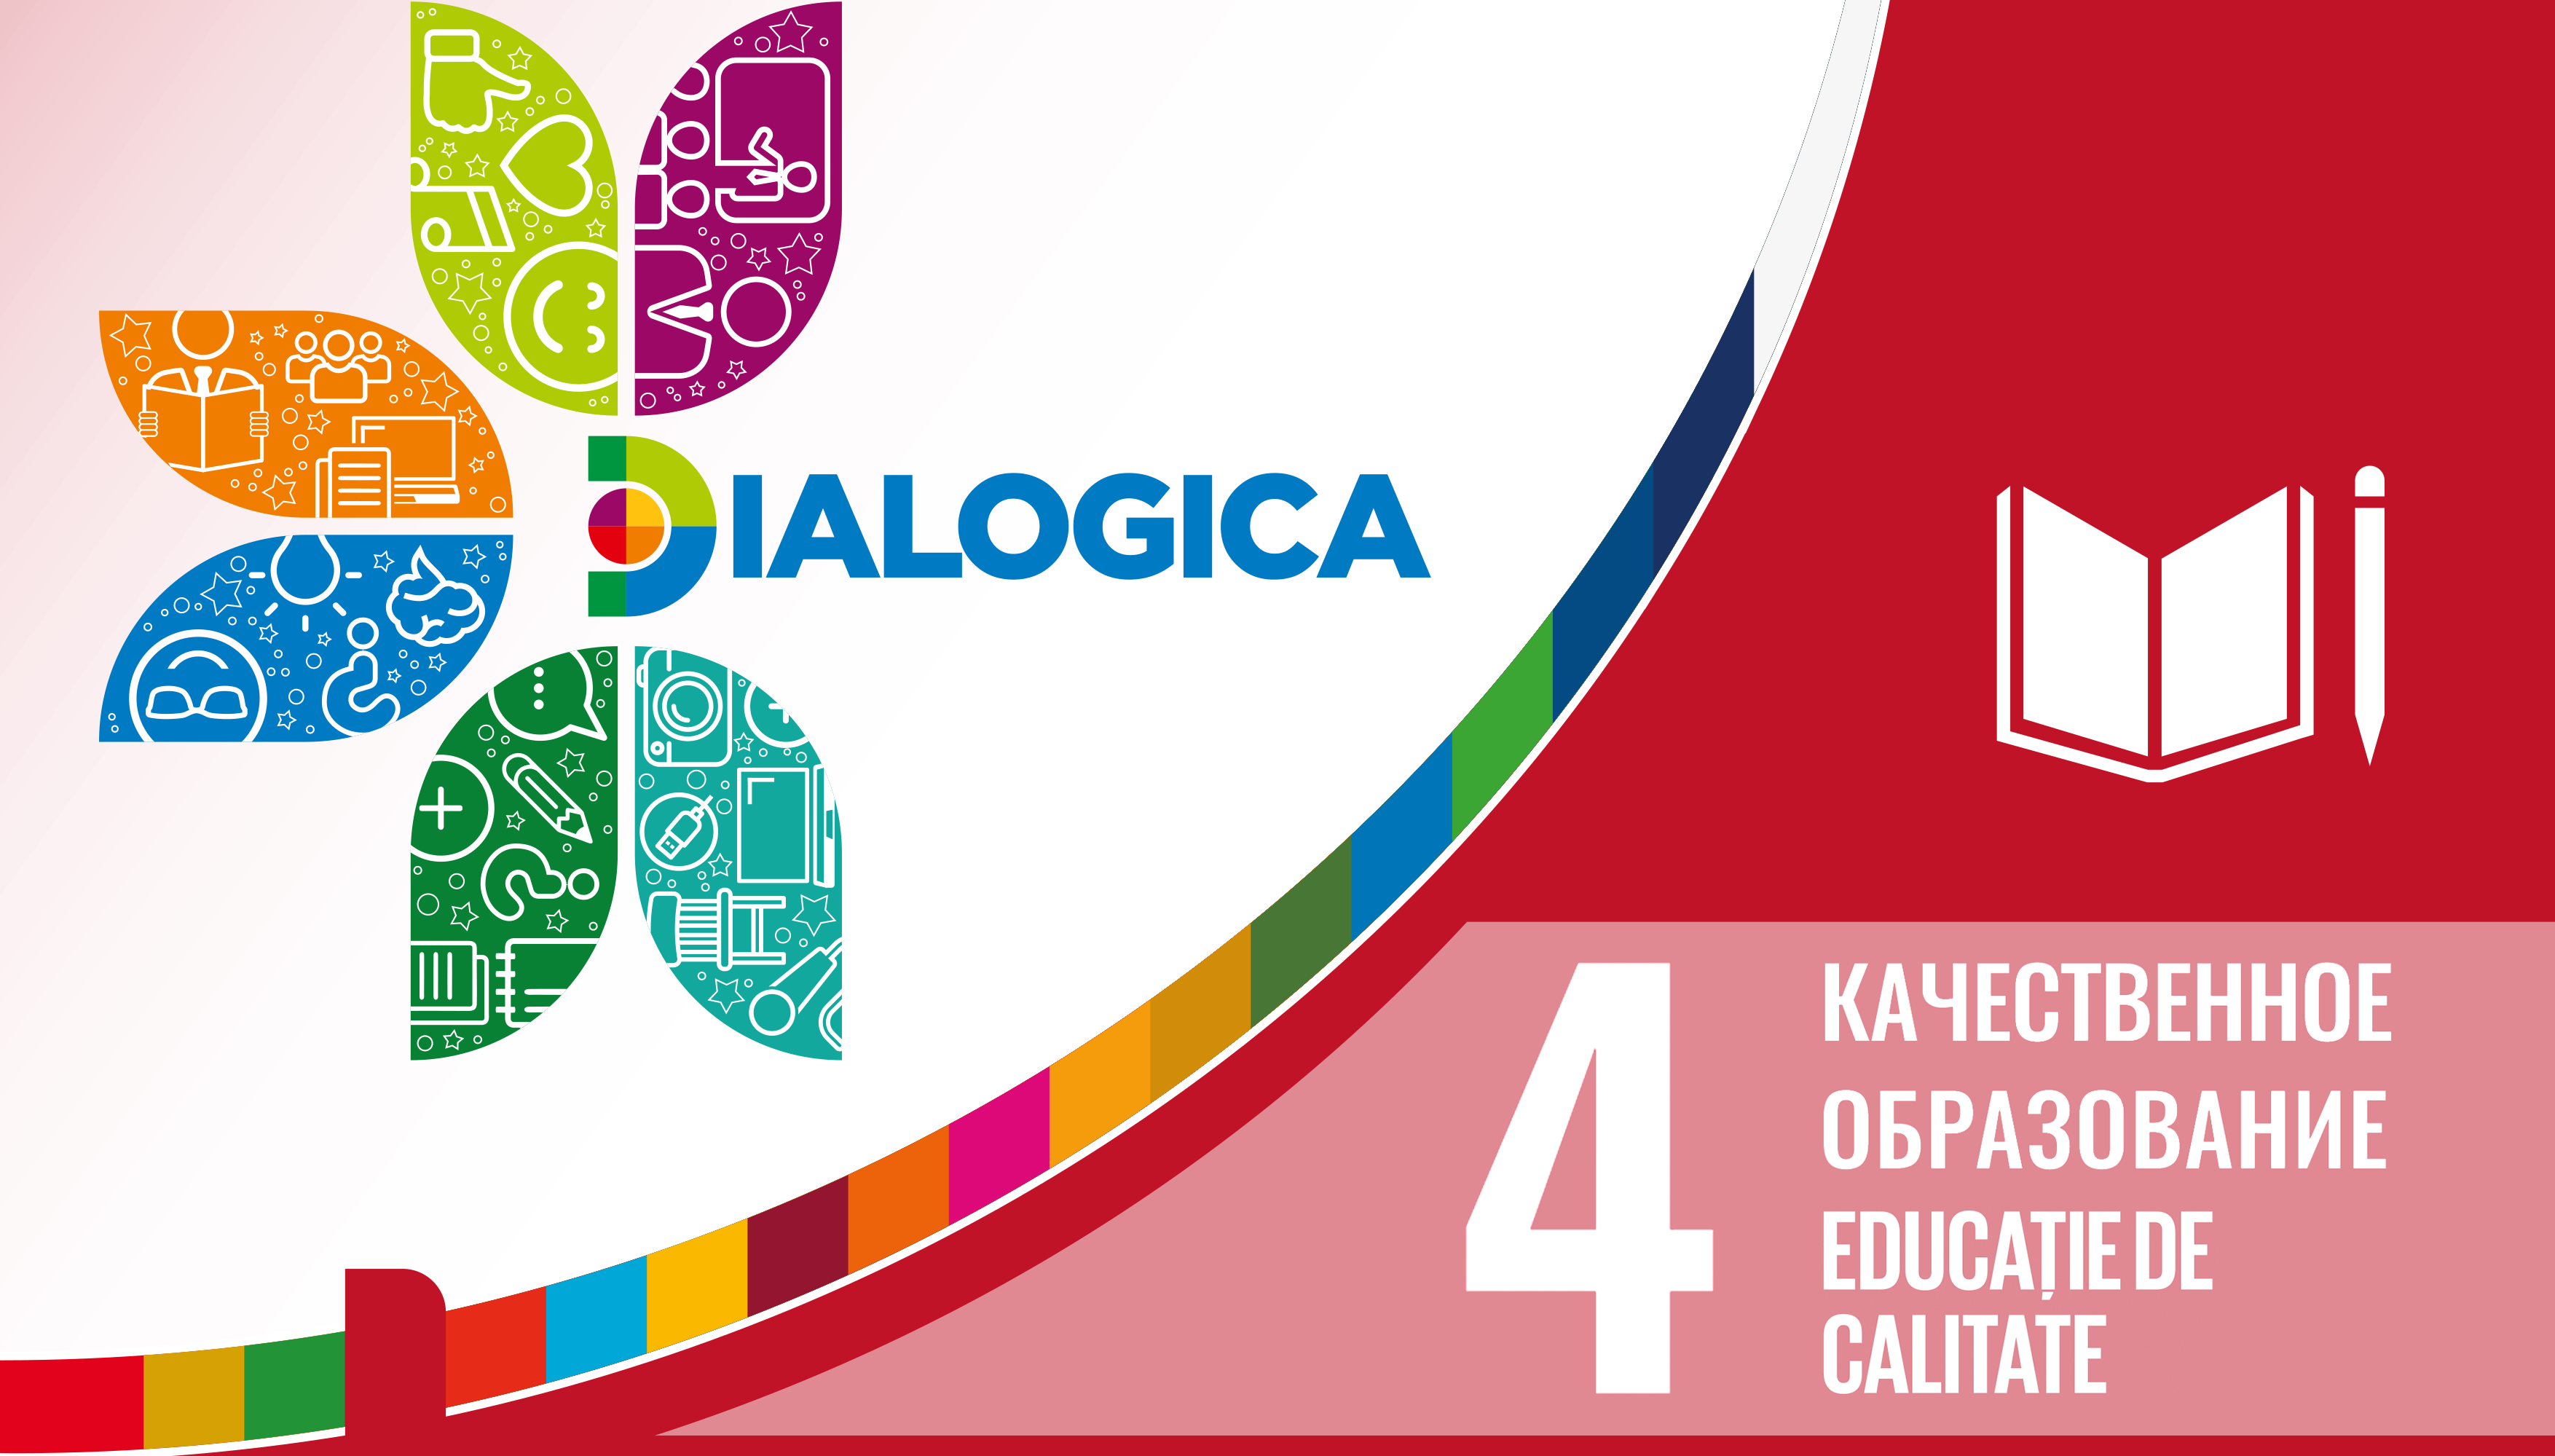 DIALOGICA
4
КАЧЕСТВЕННОЕ
ОБРАЗОВАНИЕ
EDUCAȚIE DE
CALITATE